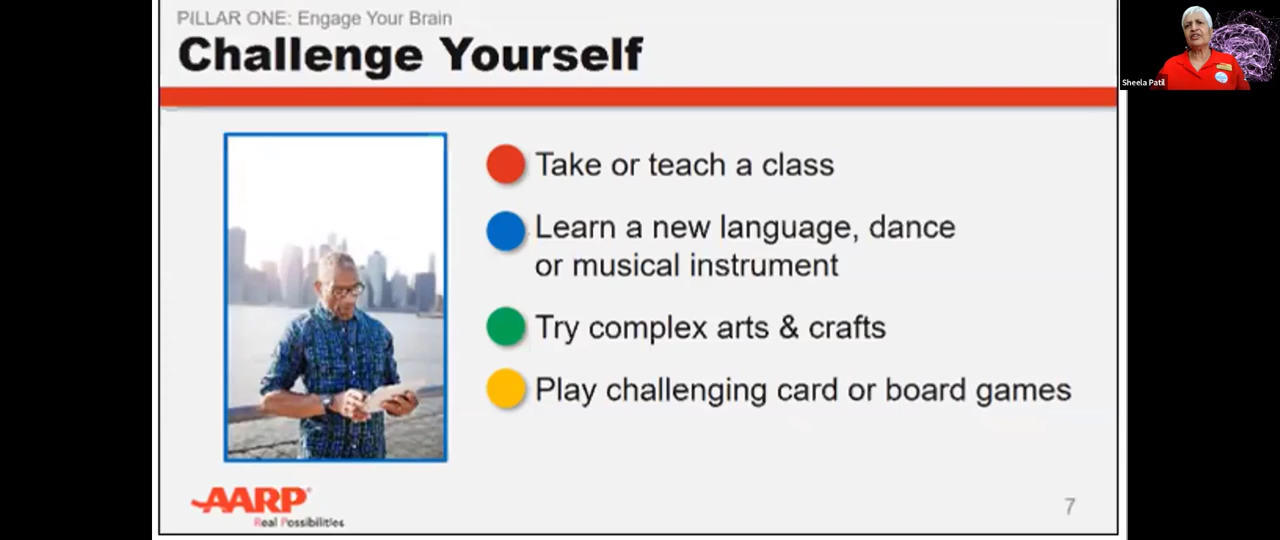 PILLAR ONE: Engage Your Brain
Challenge Yourself
Take or teach a class
Learn a new language, dance
or musical instrument
Try complex arts & crafts
Play challenging card or board games
AARP®
Real Possibilities
7
Sheela Patil